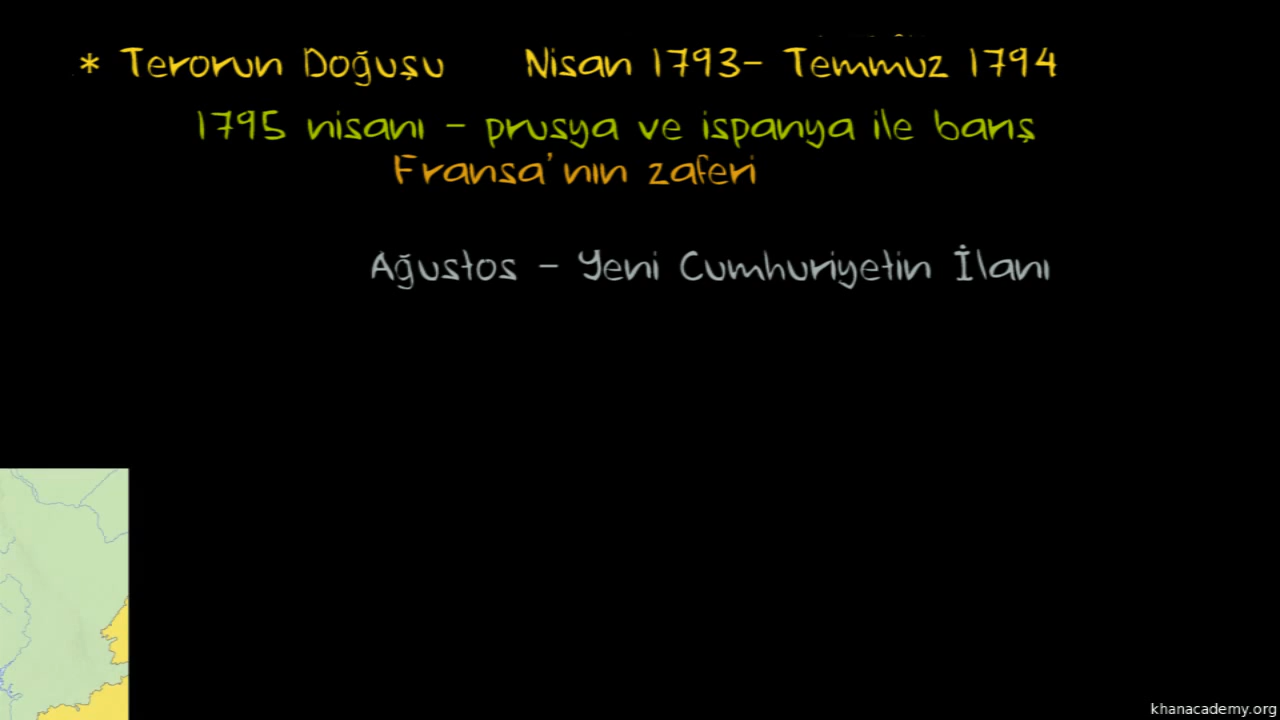 * Terorun Doğuşu Nisan 1793- Temmuz 1794
1795 nisanı - prusya ve ispanya ile barış
Fransa'nın zaferi
Ağustos - Yeni Cumhuriyetin İlanı
khanacademy.org